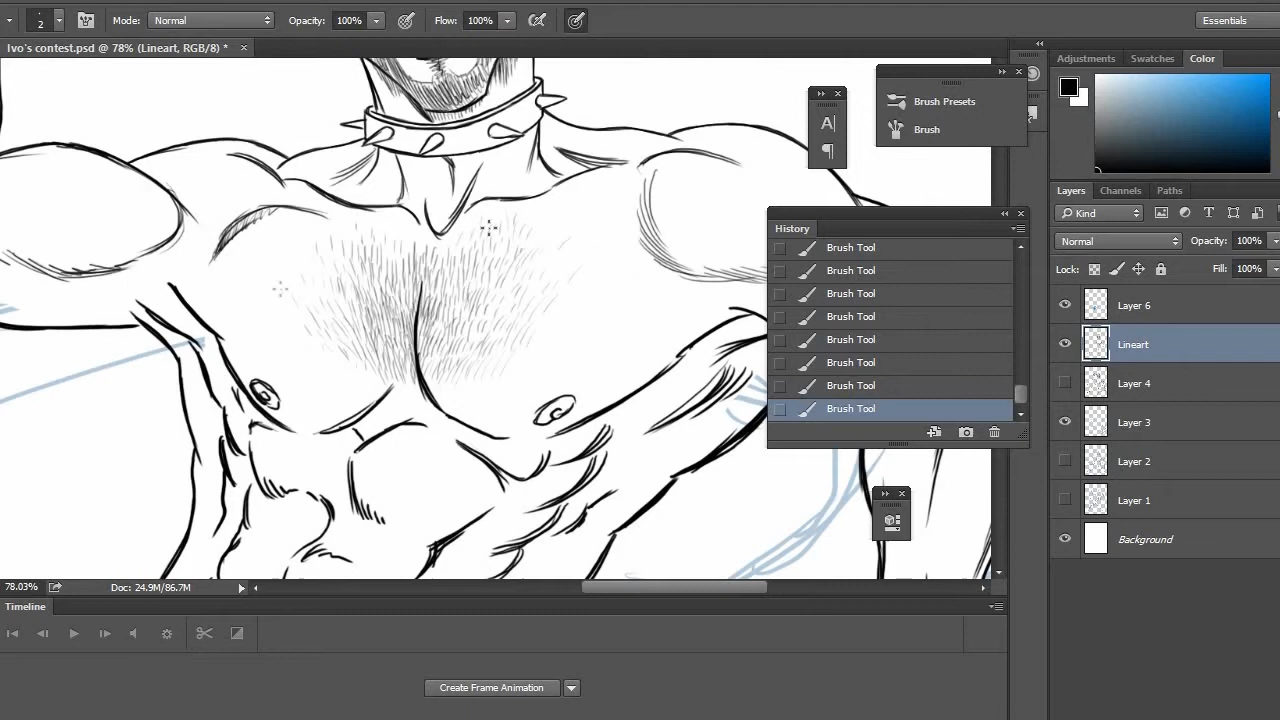 2 Mode: Normal Opacity: 100% Flow: 100% Essentials
Ivo's contest.psd @ 78% (Lineart, RGB/8) * ×
Adjustments Swatches Color
Brush Presets
Brush
A|
¶
History
Brush Tool
Brush Tool
Brush Tool
Brush Tool
Brush Tool
Brush Tool
Brush Tool
Brush Tool
Layers Channels Paths
Kind
T
Normal Opacity: 100%
Lock: Fill: 100%
Layer 6
Lineart
Layer 4
Layer 3
Layer 2
Layer 1
Background
78.03% Doc: 24.9M/86.7M
Timeline
Create Frame Animation